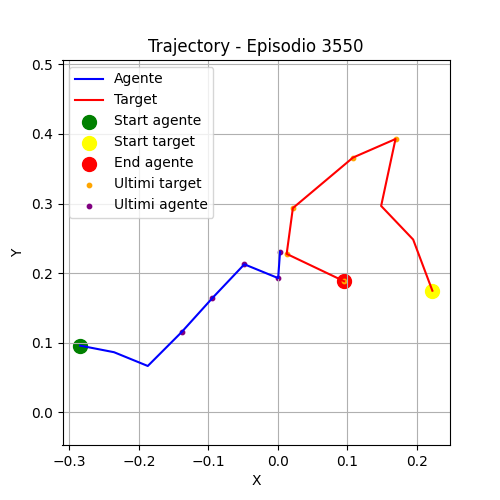 Trajectory - Episodio 3550
Agente
Target
Start agente
Start target
End agente
Ultimi target
Ultimi agente
0.5
0.4
0.3
0.2
0.1
0.0
Y
−0.3
−0.2
−0.1
0.0
0.1
0.2
X